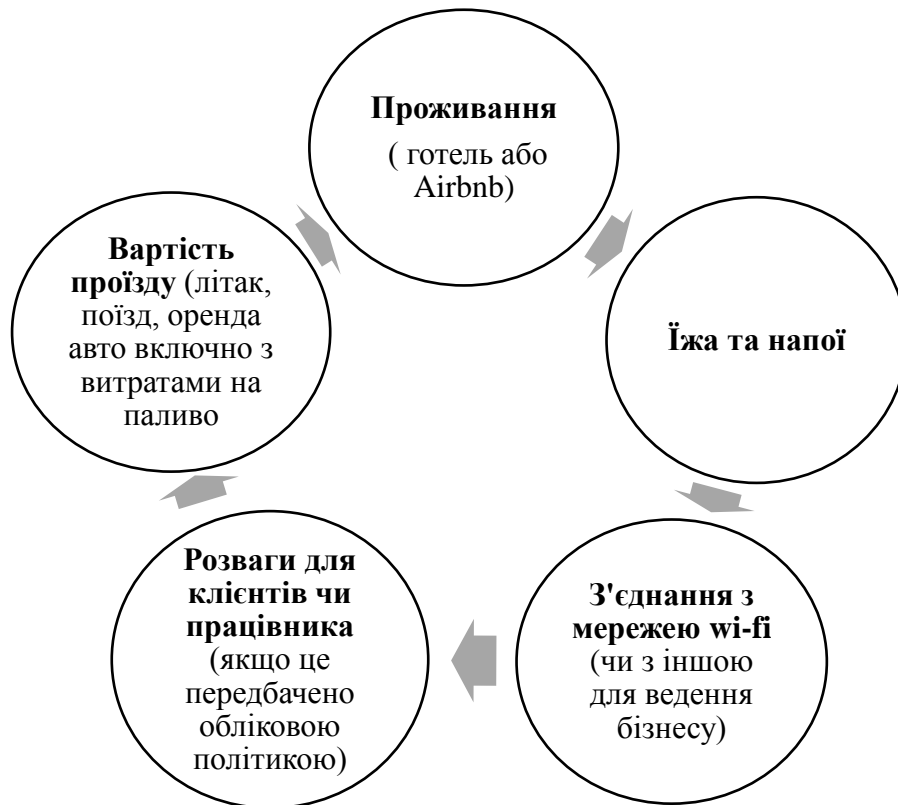 Проживання
( готель або
Airbnb)
Їжа та напої
З'єднання з
мережею wi-fi
(чи з іншою
для ведення
бізнесу)
Розваги для
клієнтів чи
працівника
(якщо це
передбачено
обліковою
політикою)
Вартість
проїзду (літак,
поїзд, оренда
авто включно з
витратами на
паливо